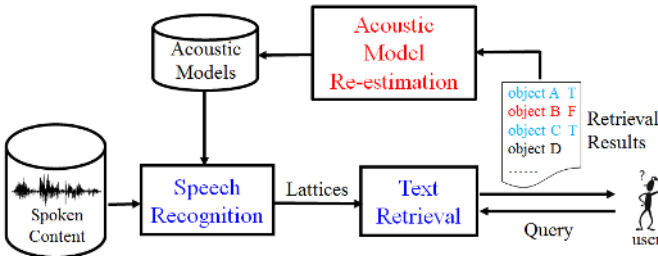 Acoustic
Models
Acoustic
Model
Re-estimation
object A T
object B F
object C T
object D
......
Retrieval
Results
Spoken
Content
Speech
Recognition
Lattices
Text
Retrieval
Query
?
user